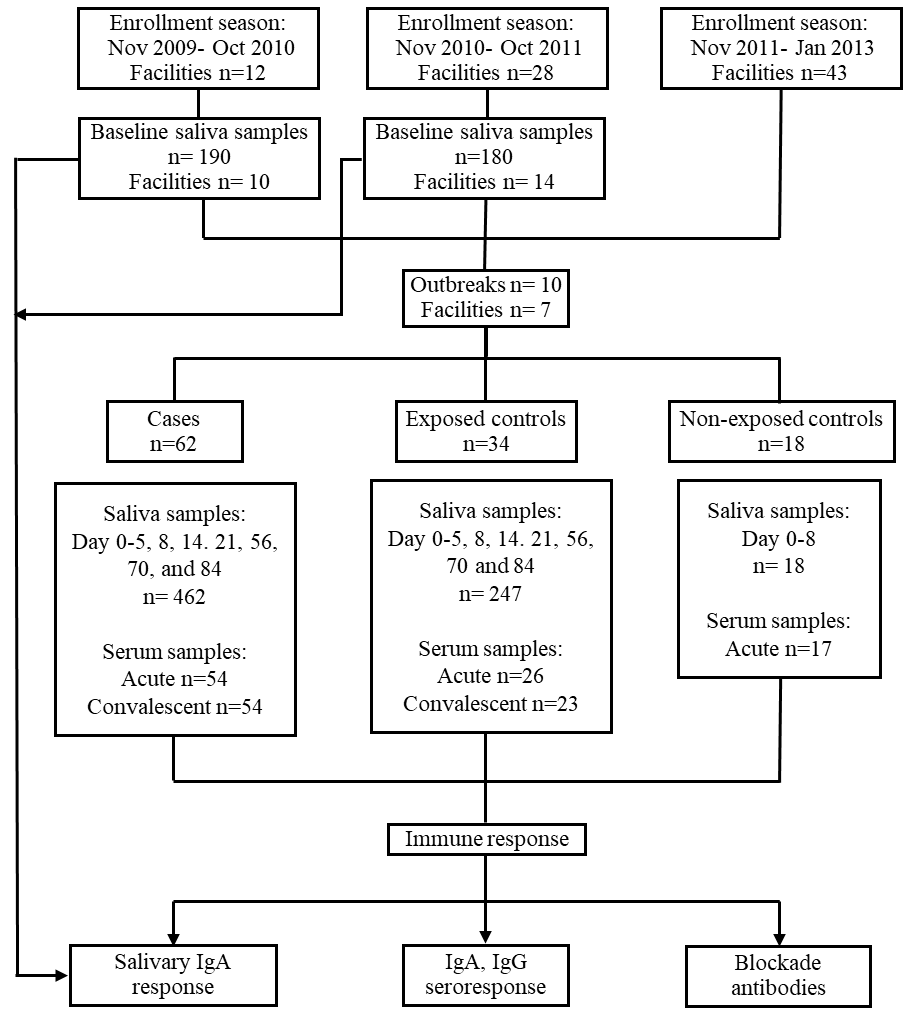 Enrollment season:
Nov 2009- Oct 2010
Facilities n=12
Enrollment season:
Nov 2010- Oct 2011
Facilities n=28
Enrollment season:
Nov 2011- Jan 2013
Facilities n=43
Baseline saliva samples
n= 190
Facilities n= 10
Baseline saliva samples
n=180
Facilities n= 14
Outbreaks n= 10
Facilities n= 7
Cases
n=62
Exposed controls
n=34
Non-exposed controls
n=18
Saliva samples:
Day 0-5, 8, 14. 21, 56,
70, and 84
n= 462
Serum samples:
Acute n=54
Convalescent n=54
Saliva samples:
Day 0-5, 8, 14. 21, 56,
70 and 84
n= 247
Serum samples:
Acute n=26
Convalescent n=23
Saliva samples:
Day 0-8
n= 18
Serum samples:
Acute n=17
Immune response
Salivary IgA
response
IgA, IgG
seroresponse
Blockade
antibodies